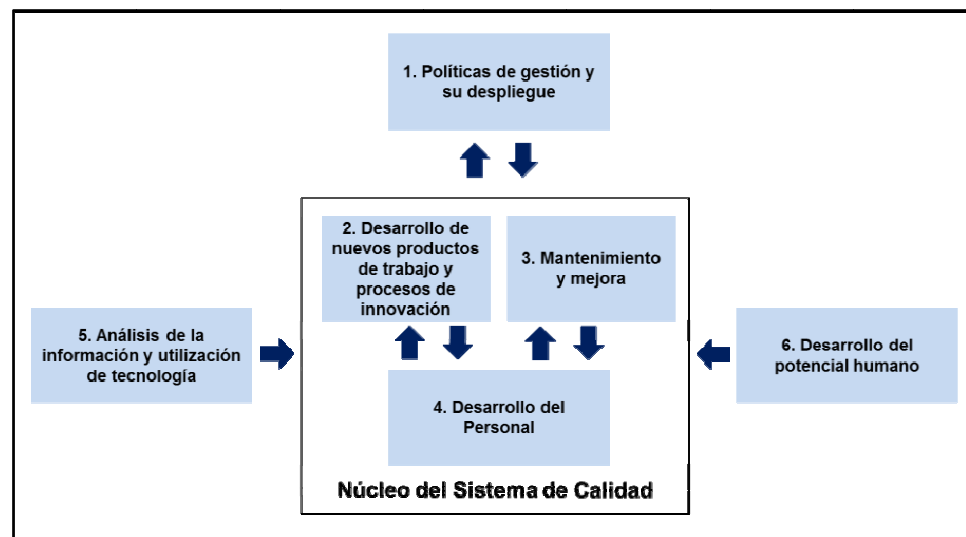 1. Políticas de gestión y
su despliegue
2. Desarrollo de
nuevos productos
de trabajo y
procesos de
innovación
3. Mantenimiento
y mejora
5. Análisis de la
información y utilización
de tecnología
6. Desarrollo del
potencial humano
4. Desarrollo del
Personal
Núcleo del Sistema de Calidad